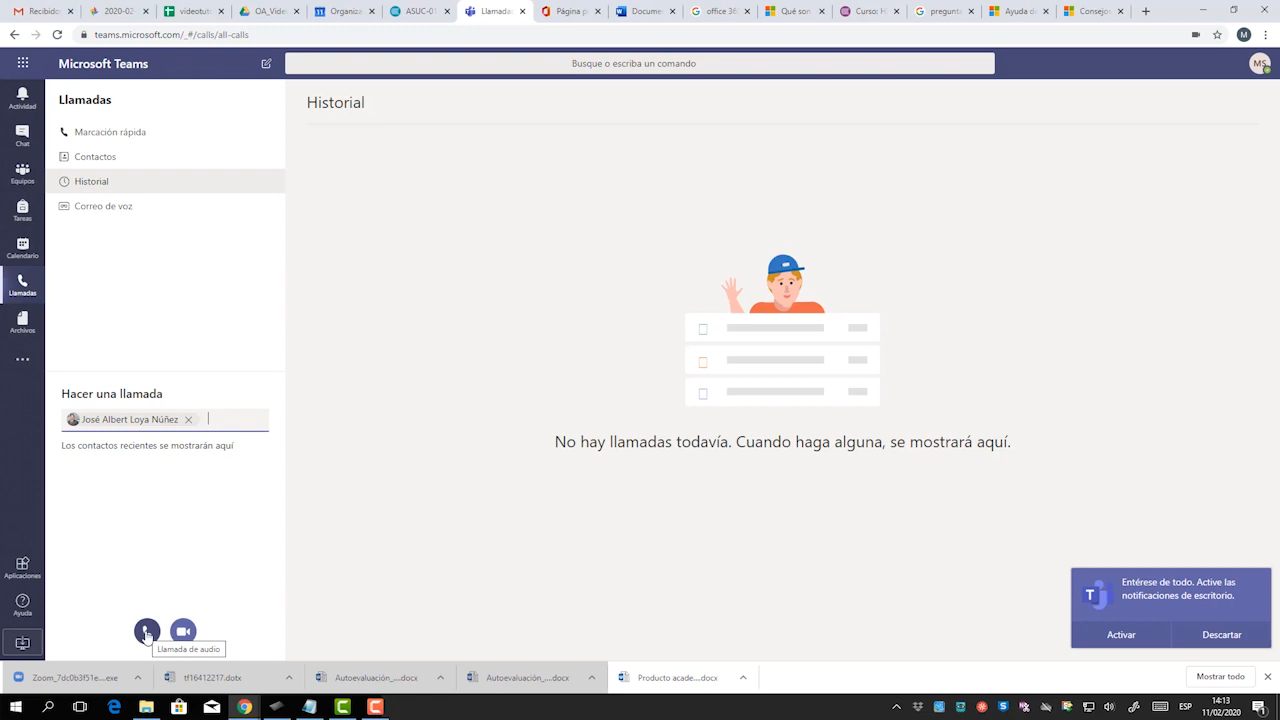 Recibido
2020-02
videotut
OA_Vide
Organiza
ASUC-01
Llamadas
Página p
Docume
office 36
Qué son
Curso: H
pregunta
Ayuda d
Consejos
teams.microsoft.com/_#/calls/all-calls
M
Microsoft Teams
Busque o escriba un comando
MS
Actividad
Chat
Equipos
Tareas
Calendario
Llamadas
Archivos
Aplicaciones
Ayuda
Llamadas
Marcación rápida
Contactos
Historial
Correo de voz
Hacer una llamada
José Albert Loya Núñez
Los contactos recientes se mostrarán aquí
Llamada de audio
Historial
No hay llamadas todavía. Cuando haga alguna, se mostrará aquí.
Entérese de todo. Active las
notificaciones de escritorio.
Activar
Descartar
Zoom_7dc0b3f51e....exe
tf16412217.dotx
Autoevaluación_....docx
Autoevaluación_....docx
Producto acade....docx
Mostrar todo
ESP
14:13
11/02/2020